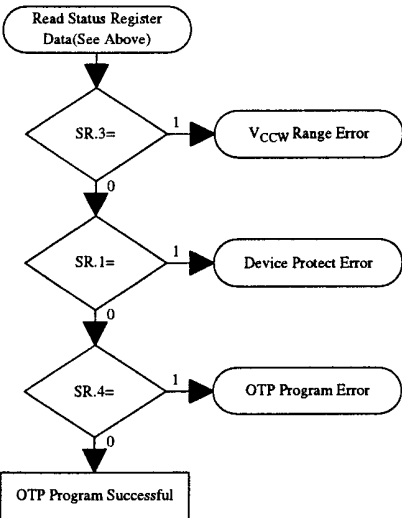 Read Status Register
Data(See Above)
SR.3=
1
VCCW Range Error
0
SR.1=
1
Device Protect Error
0
SR.4=
1
OTP Program Error
0
OTP Program Successful